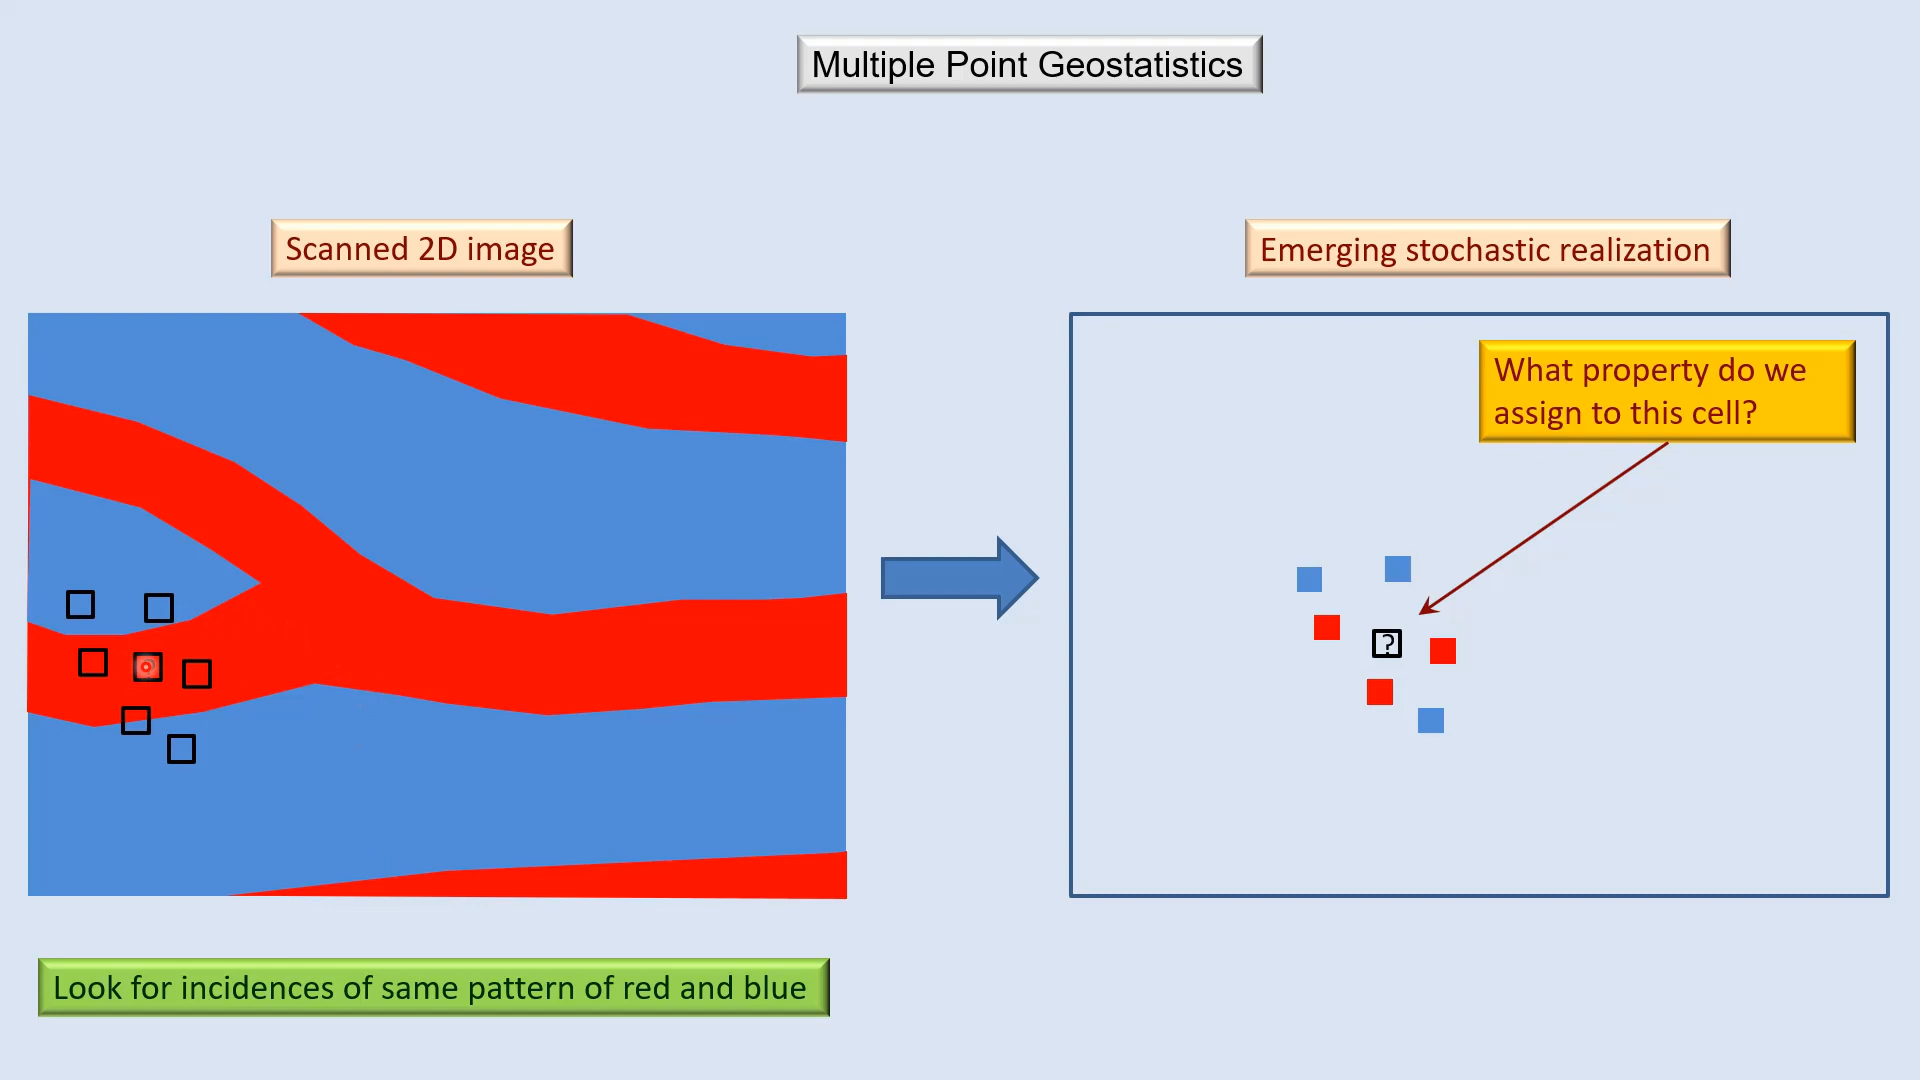 Multiple Point Geostatistics
Scanned 2D image
Emerging stochastic realization
What property do we
assign to this cell?
?
Look for incidences of same pattern of red and blue